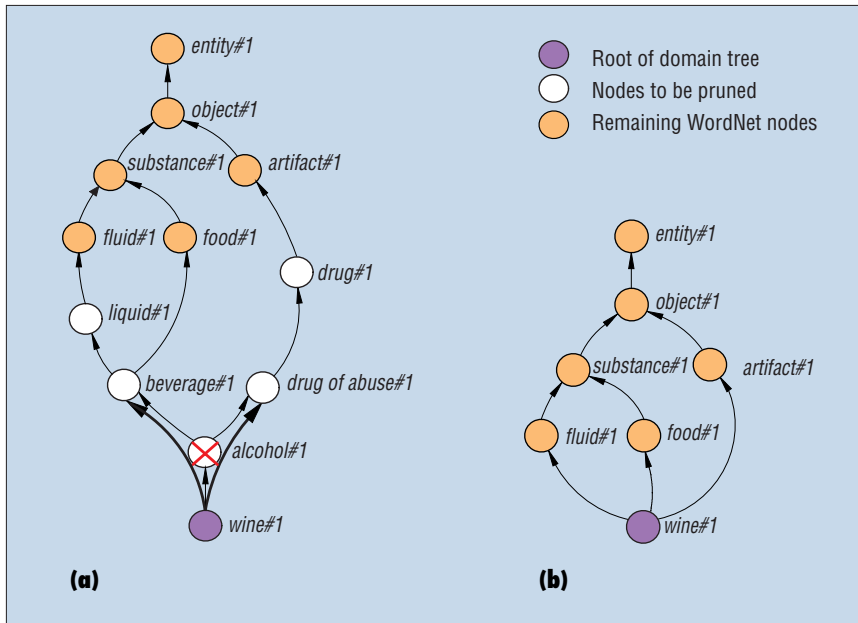 entity#1
object#1
substance#1
artifact#1
fluid#1
food#1
drug#1
liquid#1
beverage#1
drug of abuse#1
alcohol#1
wine#1
(a)
Root of domain tree
Nodes to be pruned
Remaining WordNet nodes
entity#1
object#1
substance#1
artifact#1
fluid#1
food#1
wine#1
(b)